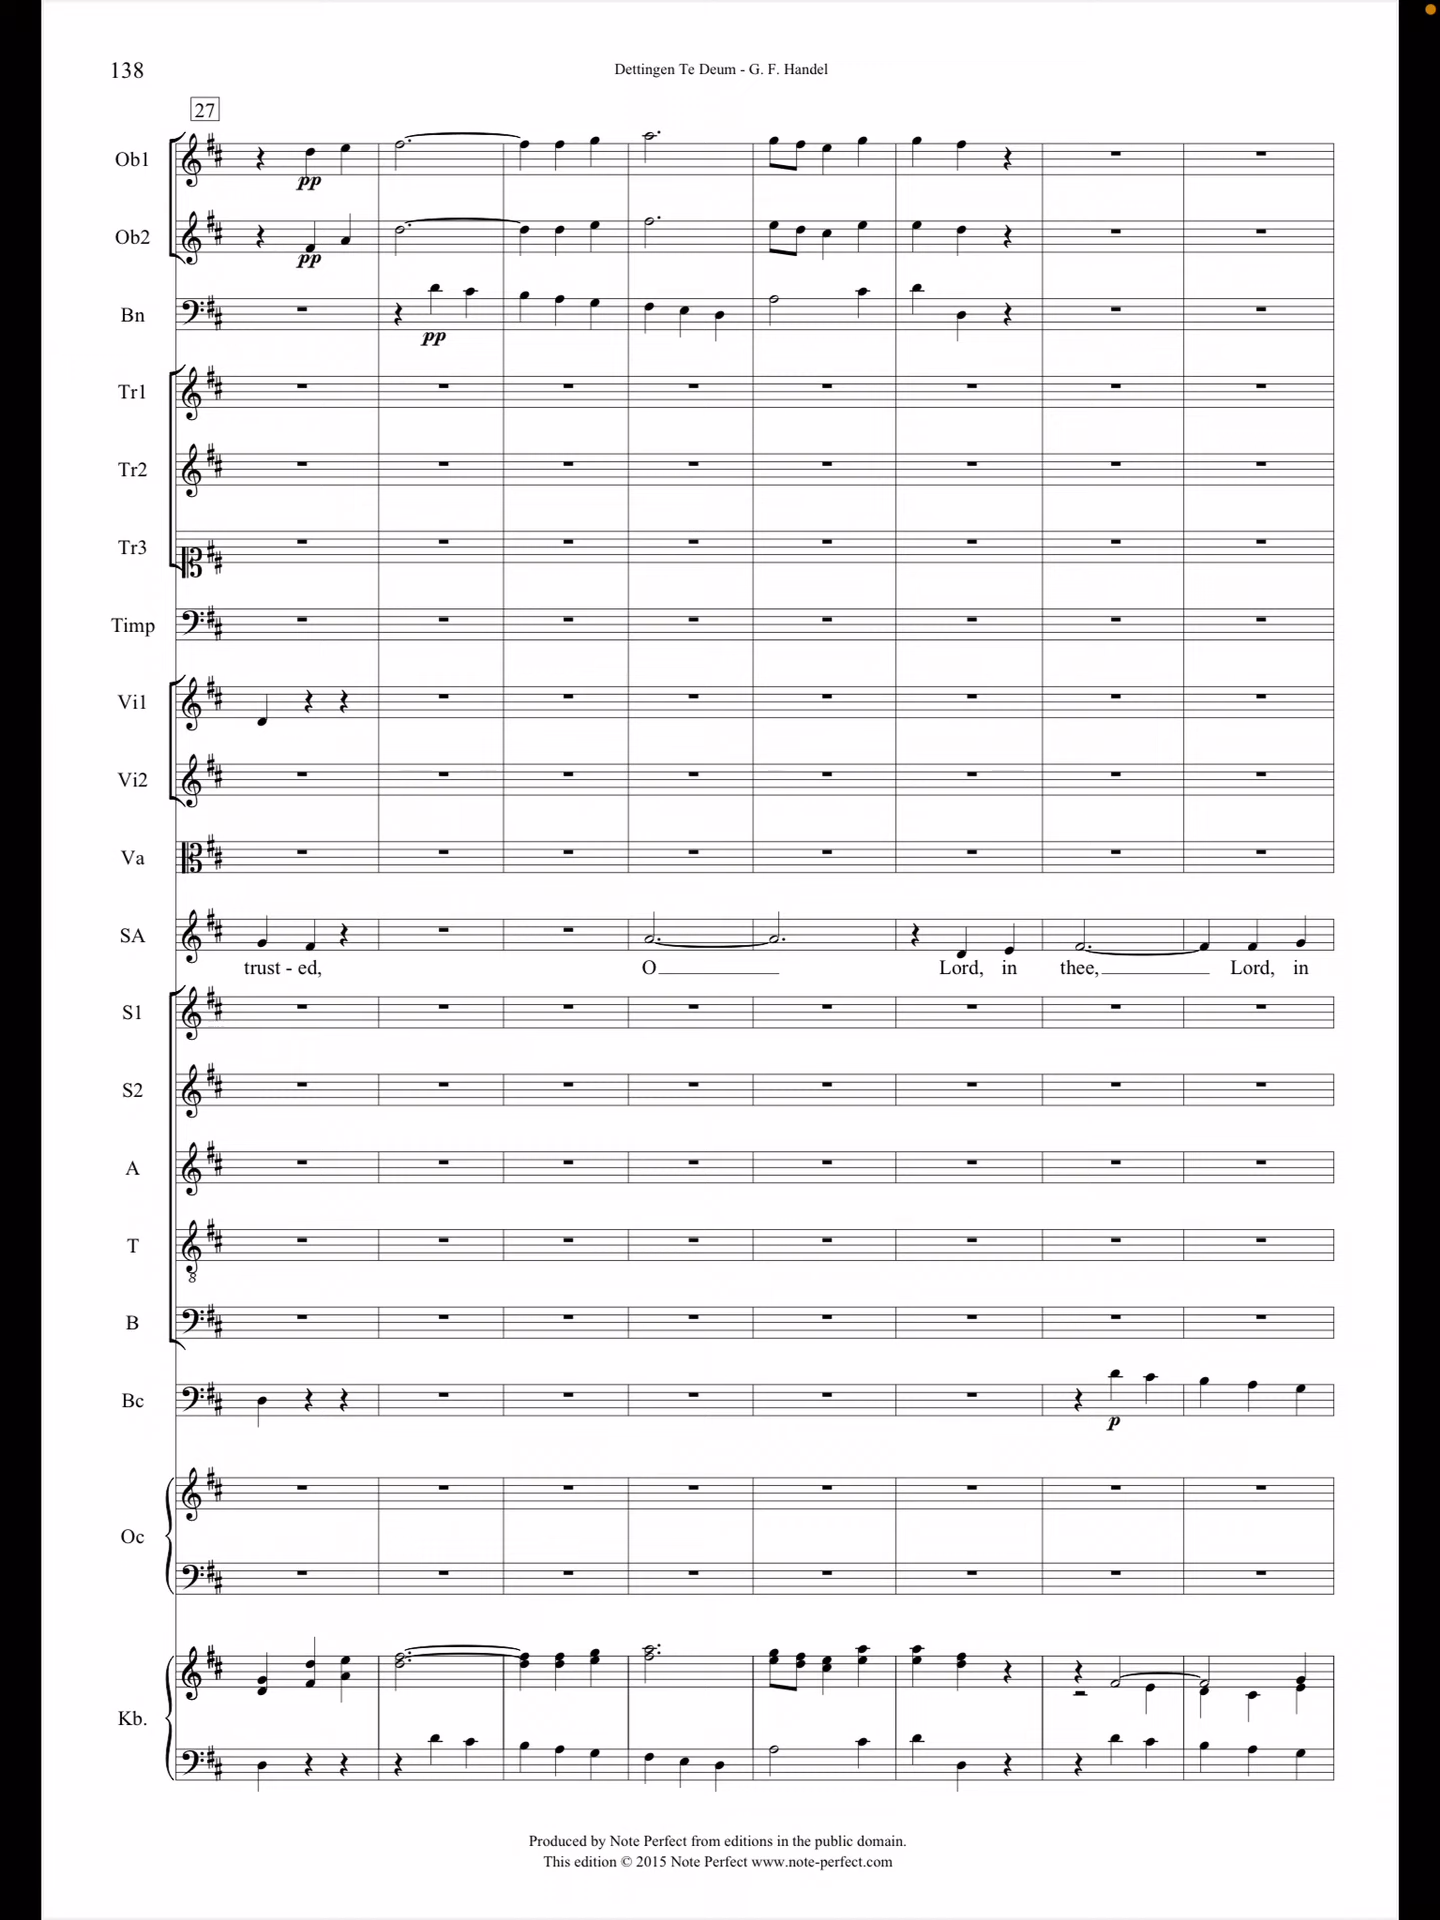 138
Dettingen Te Deum - G. F. Handel
27
Ob1
pp
Ob2
pp
Bn
pp
Tr1
Tr2
Tr3
Timp
Vi1
Vi2
Va
SA
trust - ed, O Lord, in thee, Lord, in
S1
S2
A
T
8
B
Bc
p
Oc
Kb.
Produced by Note Perfect from editions in the public domain.
This edition © 2015 Note Perfect www.note-perfect.com